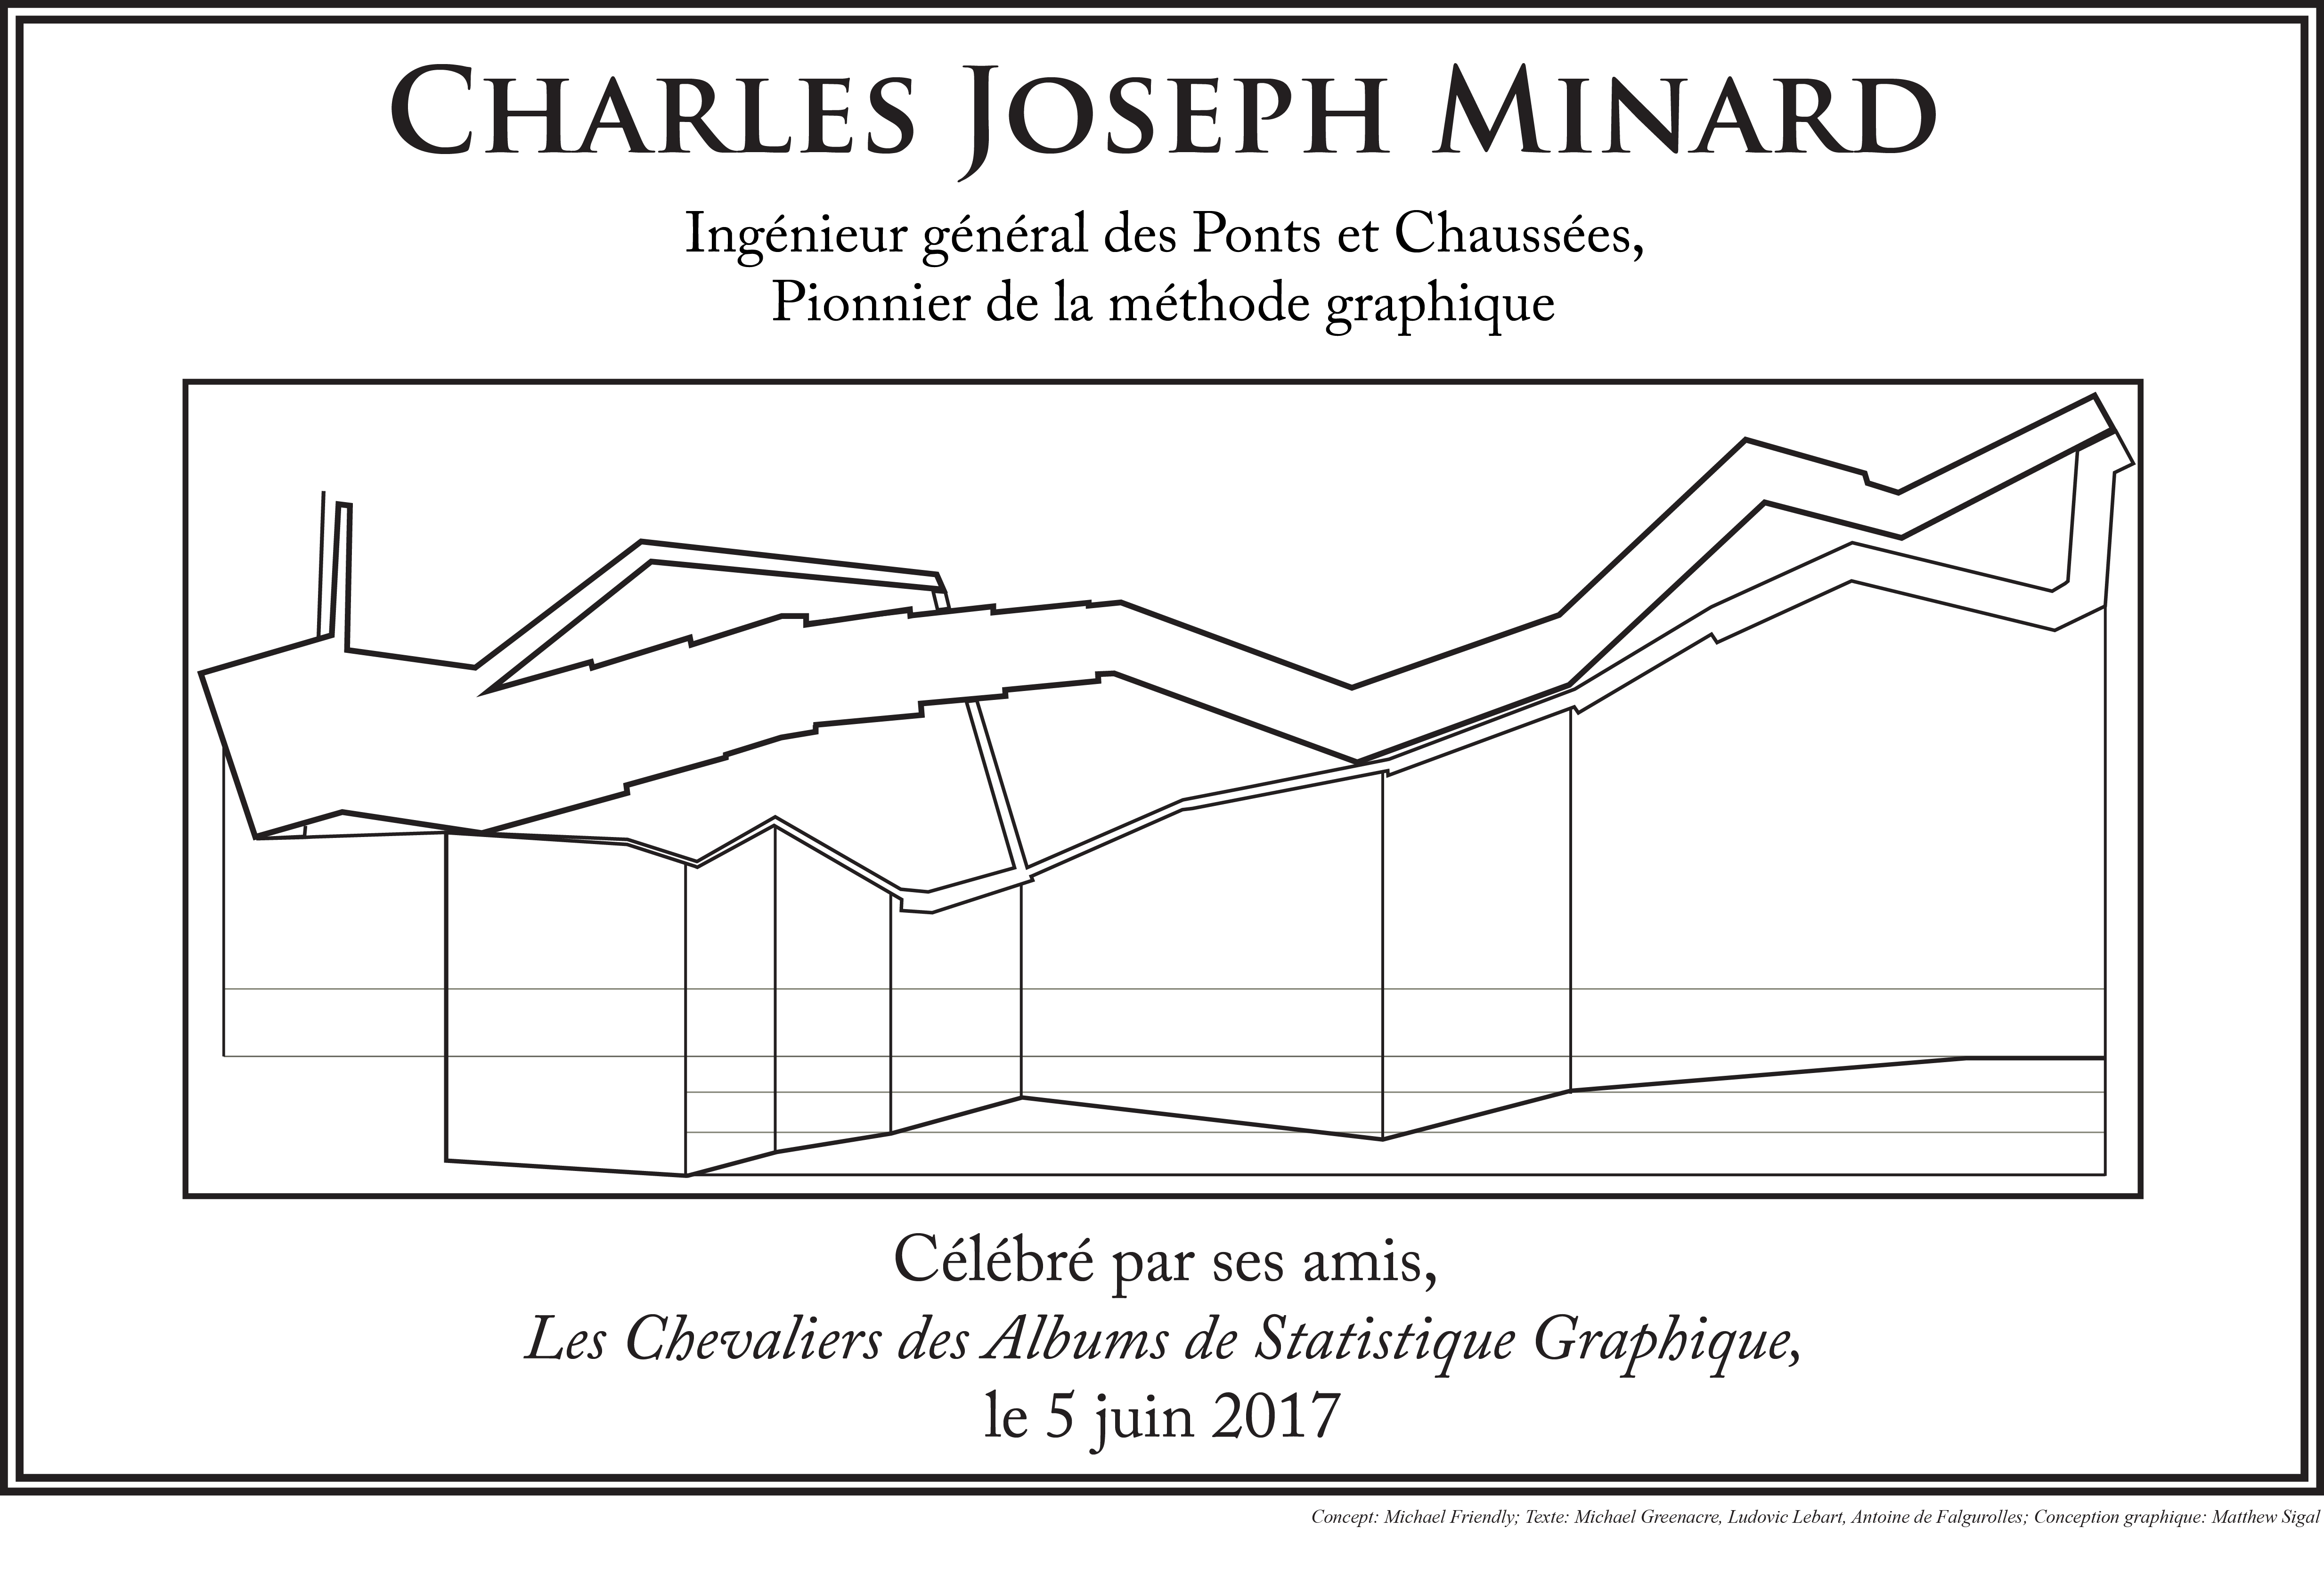 CHARLES JOSEPH MINARD
Ingénieur général des Ponts et Chaussées,
Pionnier de la méthode graphique
Célébré par ses amis,
Les Chevaliers des Albums de Statistique Graphique,
le 5 juin 2017
Concept: Michael Friendly; Texte: Michael Greenacre, Ludovic Lebart, Antoine de Falgurolles; Conception graphique: Matthew Sigal